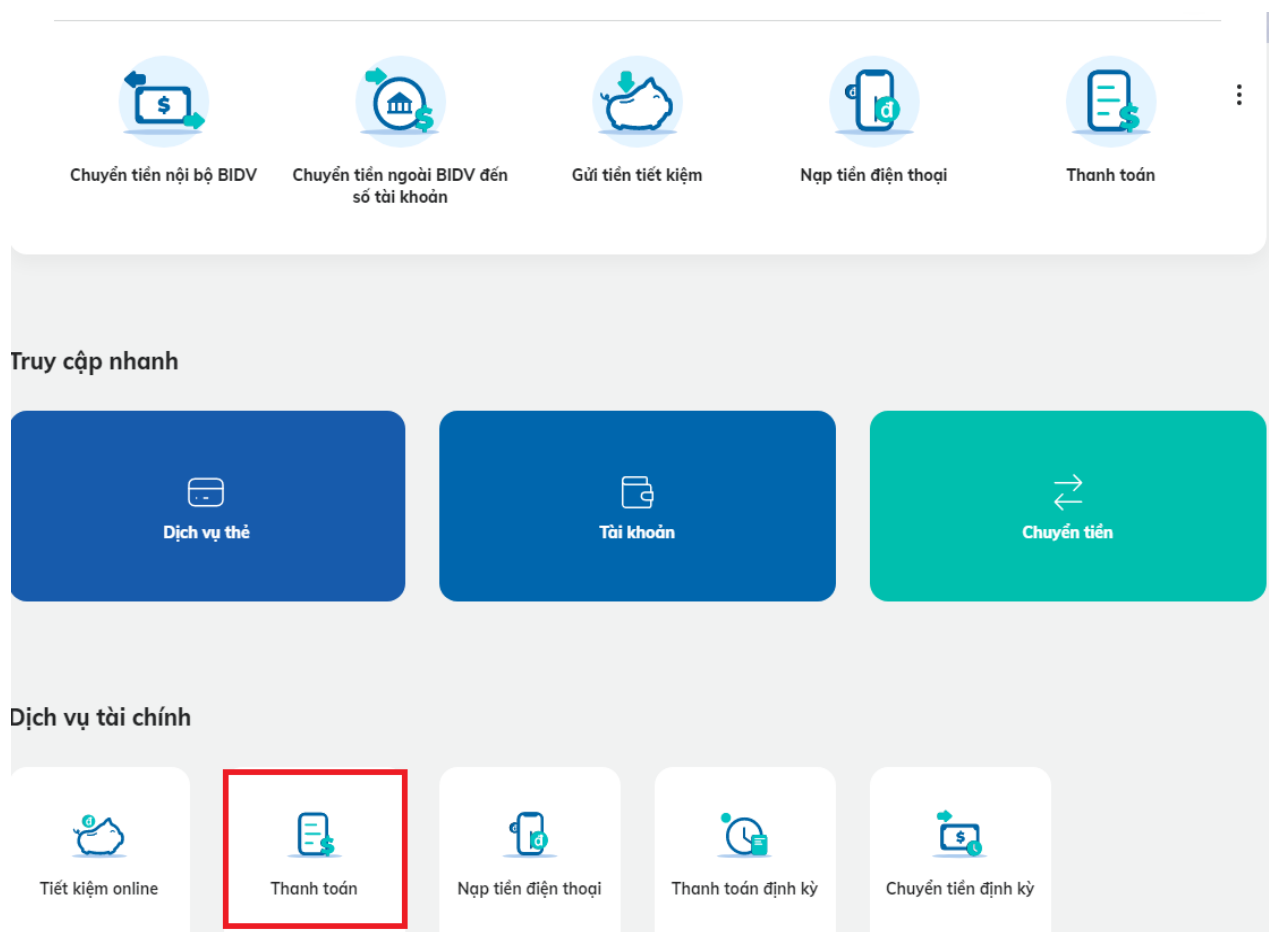 Chuyển tiền nội bộ BIDV
Chuyển tiền ngoài BIDV đến
số tài khoản
Gửi tiền tiết kiệm
Nạp tiền điện thoại
Thanh toán
Truy cập nhanh
Dịch vụ thẻ
Tài khoản
Chuyển tiền
Dịch vụ tài chính
Tiết kiệm online
Thanh toán
Nạp tiền điện thoại
Thanh toán định kỳ
Chuyển tiền định kỳ